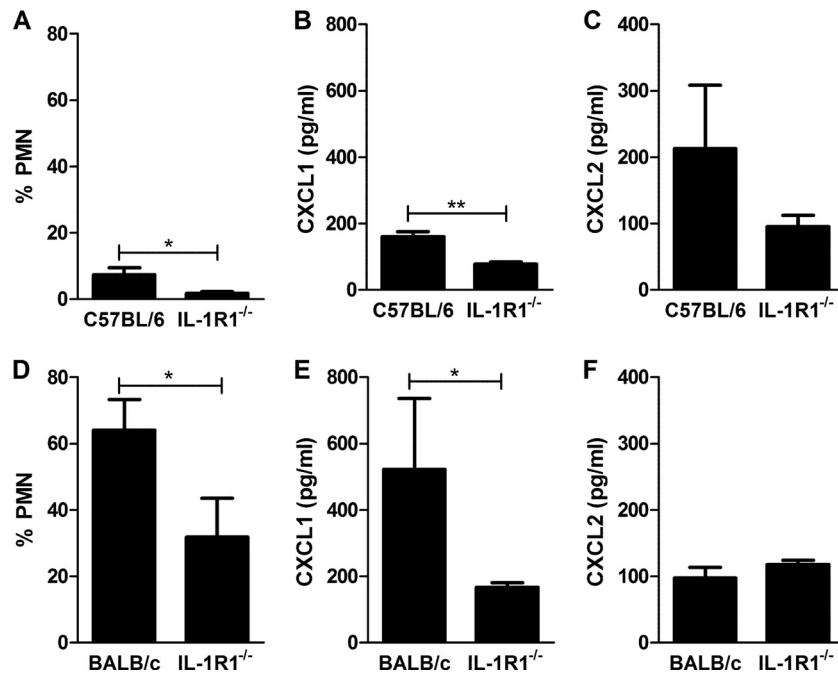 A
% PMN
80
60
40
20
0
*
C57BL/6 IL-1R1-/-
B
CXCL1 (pg/ml)
800
600
400
200
0
**
C57BL/6 IL-1R1-/-
C
CXCL2 (pg/ml)
400
300
200
100
0
C57BL/6 IL-1R1-/-
D
% PMN
80
60
40
20
0
*
BALB/c IL-1R1-/-
E
CXCL1 (pg/ml)
800
600
400
200
0
*
BALB/c IL-1R1-/-
F
CXCL2 (pg/ml)
400
300
200
100
0
BALB/c IL-1R1-/-